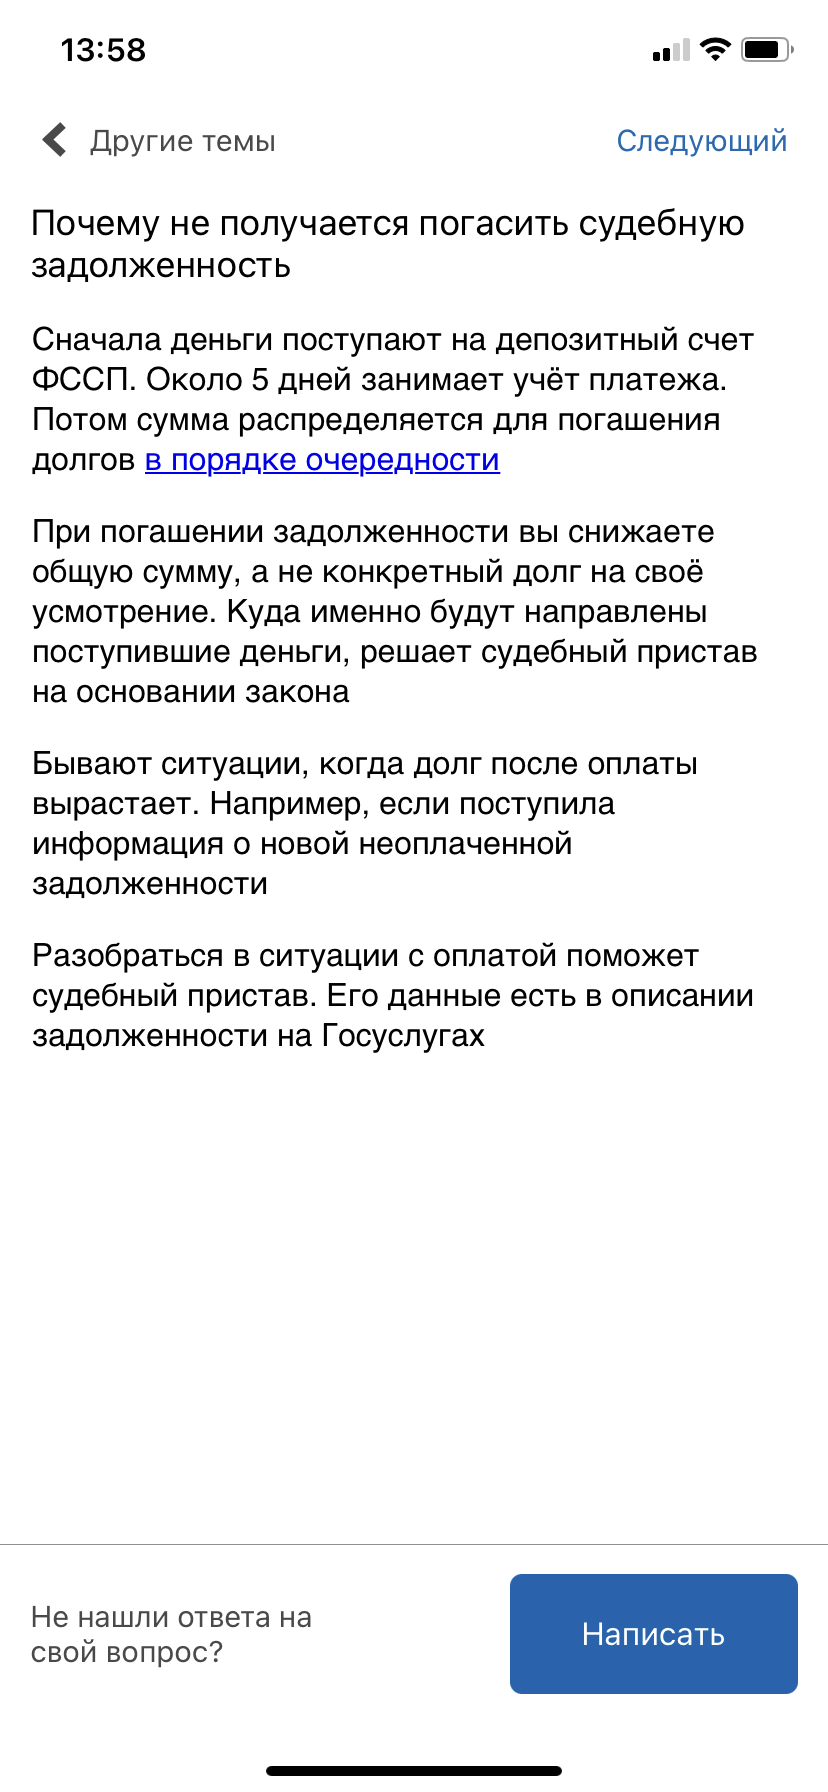 13:58
Другие темы
Следующий
Почему не получается погасить судебную
задолженность
Сначала деньги поступают на депозитный счет
ФССП. Около 5 дней занимает учёт платежа.
Потом сумма распределяется для погашения
долгов в порядке очередности
При погашении задолженности вы снижаете
общую сумму, а не конкретный долг на своё
усмотрение. Куда именно будут направлены
поступившие деньги, решает судебный пристав
на основании закона
Бывают ситуации, когда долг после оплаты
вырастает. Например, если поступила
информация о новой неоплаченной
задолженности
Разобраться в ситуации с оплатой поможет
судебный пристав. Его данные есть в описании
задолженности на Госуслугах
Не нашли ответа на
свой вопрос?
Написать